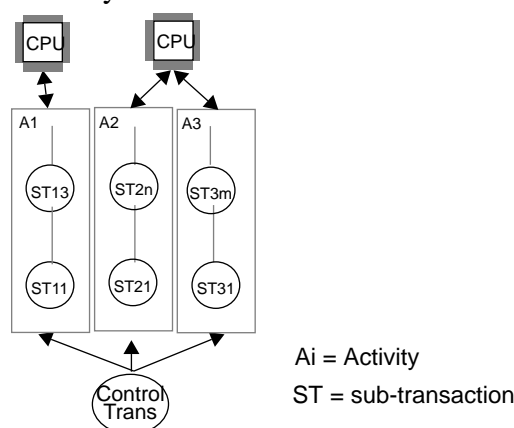 CPU CPU
A1 A2 A3
ST13 ST2n ST3m
ST11 ST21 ST31
Ai = Activity
Control
Trans
ST = sub-transaction